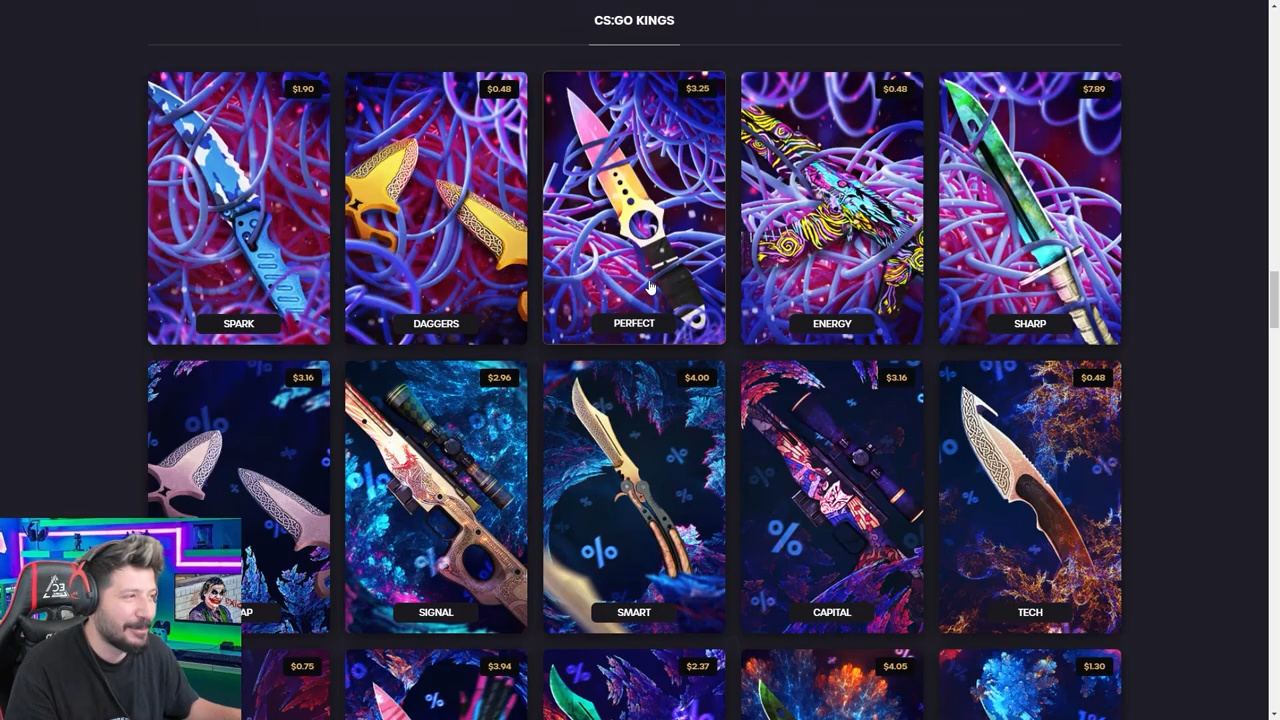 CS:GO KINGS
$1.90
$0.48
$3.25
$0.48
$7.89
SPARK
DAGGERS
PERFECT
ENERGY
SHARP
$3.16
$2.96
$4.00
$3.16
$0.48
%
%
%
%
AP
SIGNAL
SMART
CAPITAL
TECH
$0.75
$3.94
$2.37
$4.05
$1.30
%
%